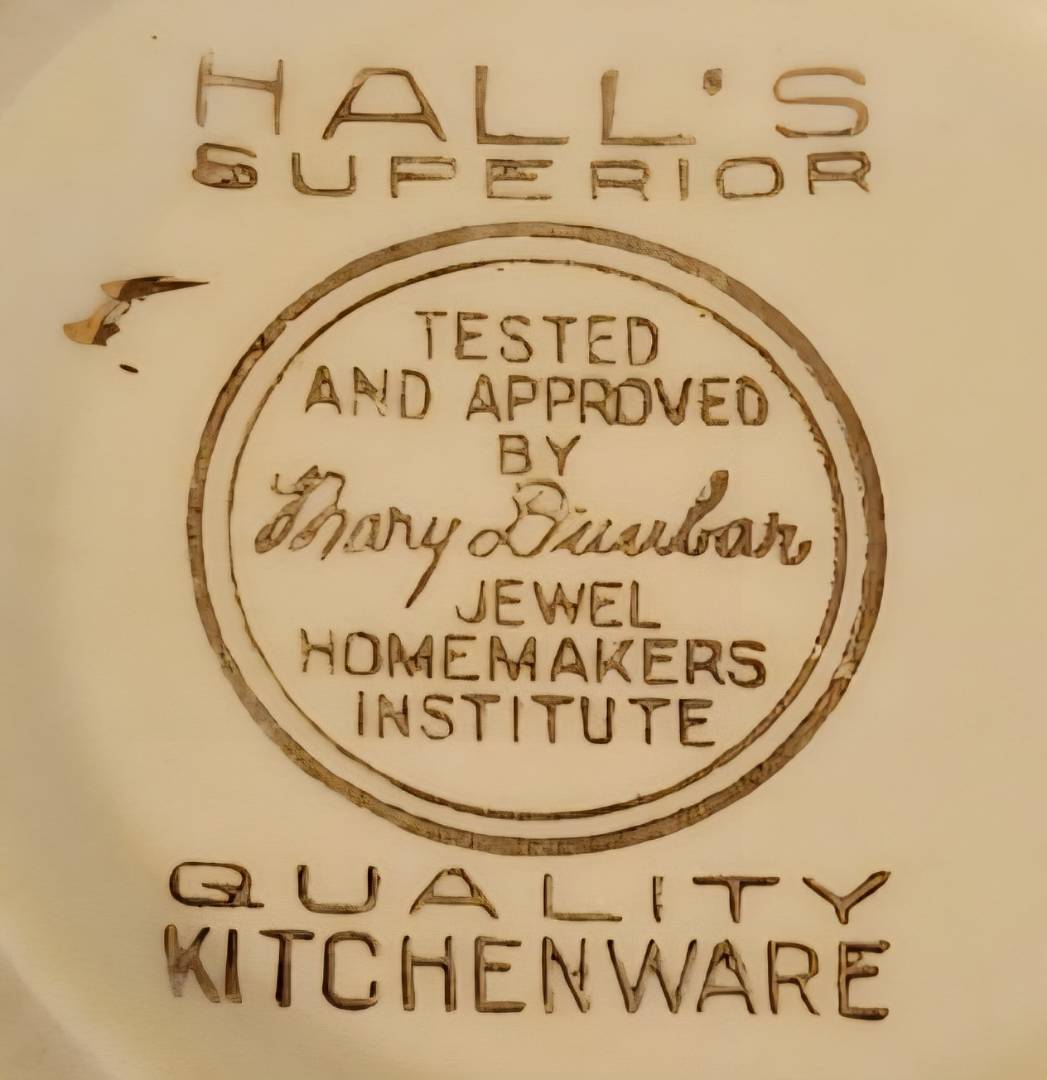 HALL'S
SUPERIOR
TESTED
AND APPROVED
BY
Mary Dunbar
JEWEL
HOMEMAKERS
INSTITUTE
QUALITY
KITCHENWARE